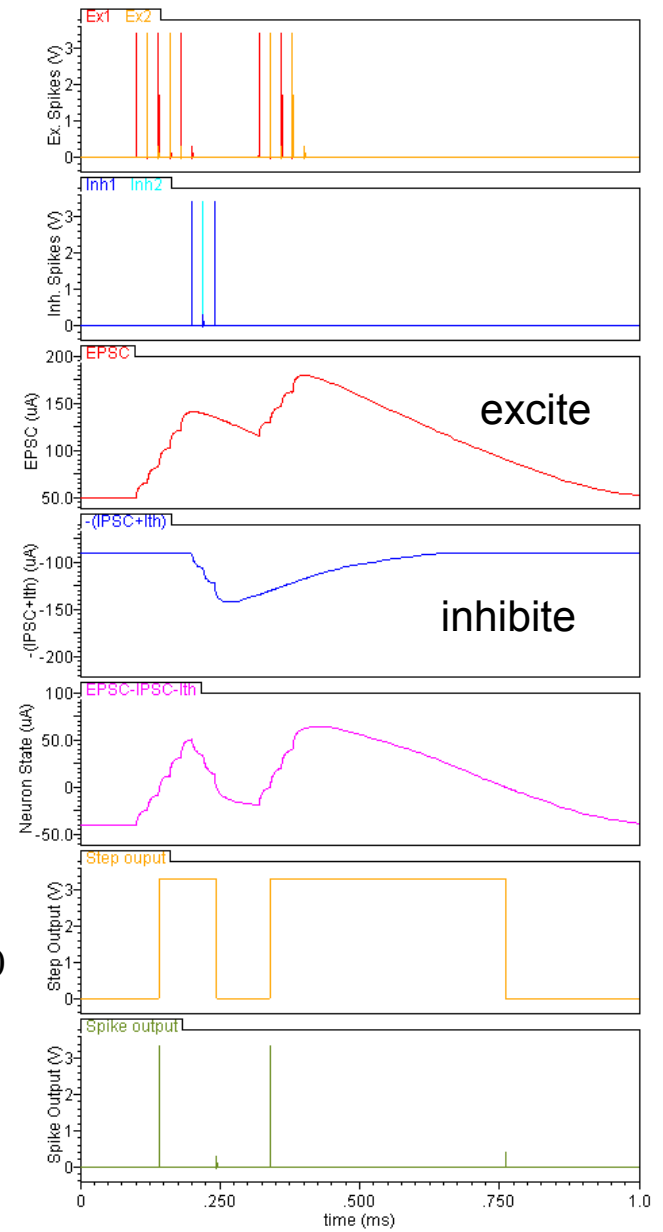 Ex1 Ex2
Ex. Spikes (V)
3
2
1
0
Inh1 Inh2
Inh. Spikes (V)
3
2
1
0
EPSC
EPSC (uA)
200
150
100
50.0
excite
-(IPSC+Ith)
-(IPSC+Ith) (uA)
-100
-150
-200
inhibite
EPSC-IPSC-Ith
Neuron State (uA)
100
50.0
0
-50.0
Step ouput
Step Output (V)
3
2
1
0
Spike output
Spike Output (V)
3
2
1
0
0 .250 .500 .750 1.0
time (ms)